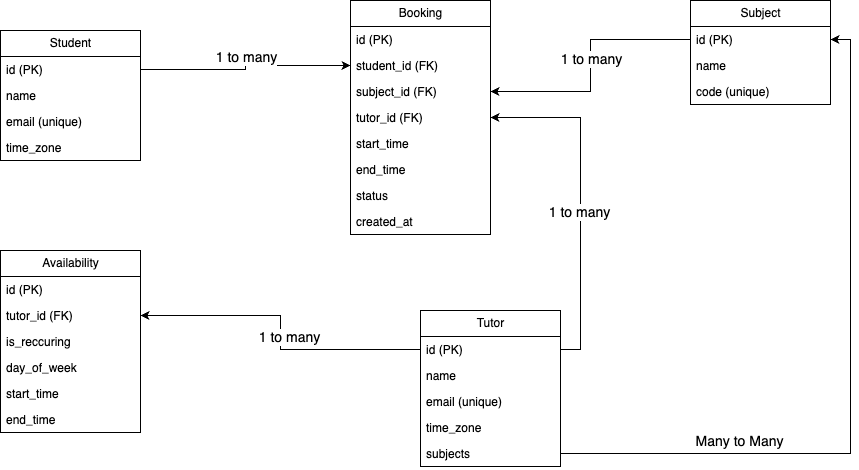 Student
id (PK)
name
email (unique)
time_zone
1 to many
Booking
id (PK)
student_id (FK)
subject_id (FK)
tutor_id (FK)
start_time
end_time
status
created_at
1 to many
Subject
id (PK)
name
code (unique)
1 to many
Availability
id (PK)
tutor_id (FK)
is_reccuring
day_of_week
start_time
end_time
1 to many
Tutor
id (PK)
name
email (unique)
time_zone
subjects
Many to Many